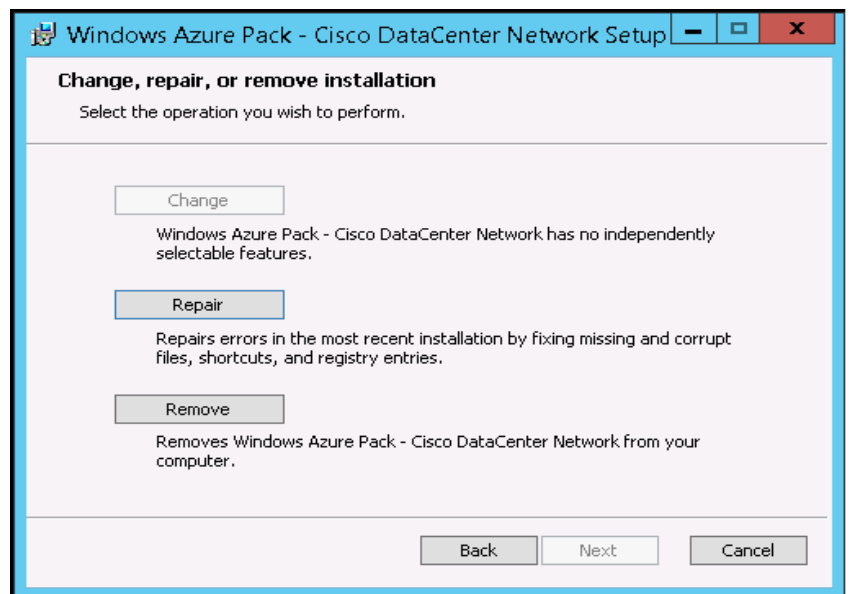 Windows Azure Pack - Cisco DataCenter Network Setup
Change, repair, or remove installation
Select the operation you wish to perform.
Change
Windows Azure Pack - Cisco DataCenter Network has no independently
selectable features.
Repair
Repairs errors in the most recent installation by fixing missing and corrupt
files, shortcuts, and registry entries.
Remove
Removes Windows Azure Pack - Cisco DataCenter Network from your
computer.
Back Next Cancel